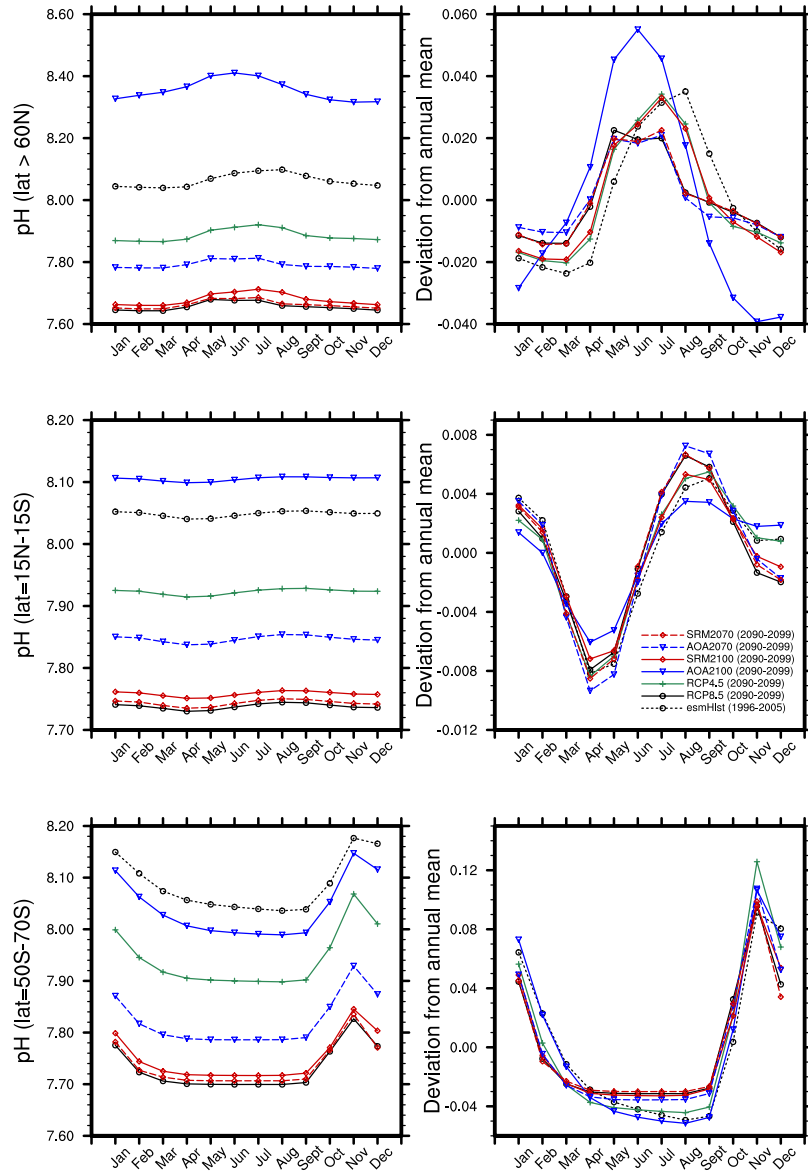 8.60
8.40
8.20
8.00
7.80
7.60
pH (lat > 60N)
Jan Feb Mar Apr May Jun Jul Aug Sept Oct Nov Dec
0.060
0.040
0.020
0.000
-0.020
-0.040
Deviation from annual mean
Jan Feb Mar Apr May Jun Jul Aug Sept Oct Nov Dec
8.20
8.10
8.00
7.90
7.80
7.70
pH (lat=15N-15S)
Jan Feb Mar Apr May Jun Jul Aug Sept Oct Nov Dec
0.008
0.004
0.000
-0.004
-0.008
-0.012
Deviation from annual mean
SRM2070 (2090-2099)
AOA2070 (2090-2099)
SRM2100 (2090-2099)
AOA2100 (2090-2099)
RCP4.5 (2090-2099)
RCP8.5 (2090-2099)
esmHIst (1996-2005)
Jan Feb Mar Apr May Jun Jul Aug Sept Oct Nov Dec
8.20
8.10
8.00
7.90
7.80
7.70
7.60
pH (lat=50S-70S)
Jan Feb Mar Apr May Jun Jul Aug Sept Oct Nov Dec
0.12
0.08
0.04
0.00
-0.04
Deviation from annual mean
Jan Feb Mar Apr May Jun Jul Aug Sept Oct Nov Dec